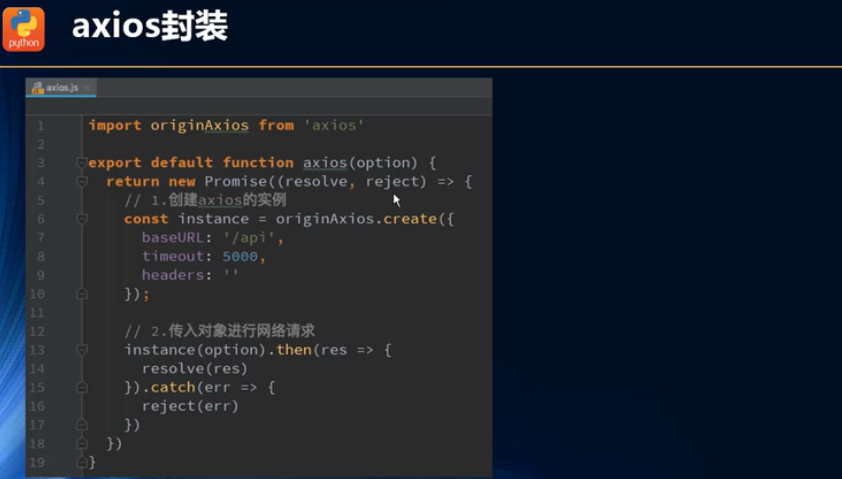 python
axios封装
axios.js
1 import originAxios from 'axios'
2
3 export default function axios(option) {
4 return new Promise((resolve, reject) => {
5 // 1.创建axios的实例
6 const instance = originAxios.create({
7 baseURL: '/api',
8 timeout: 5000,
9 headers: ''
10 });
11
12 // 2.传入对象进行网络请求
13 instance(option).then(res => {
14 resolve(res)
15 }).catch(err => {
16 reject(err)
17 })
18 })
19 }